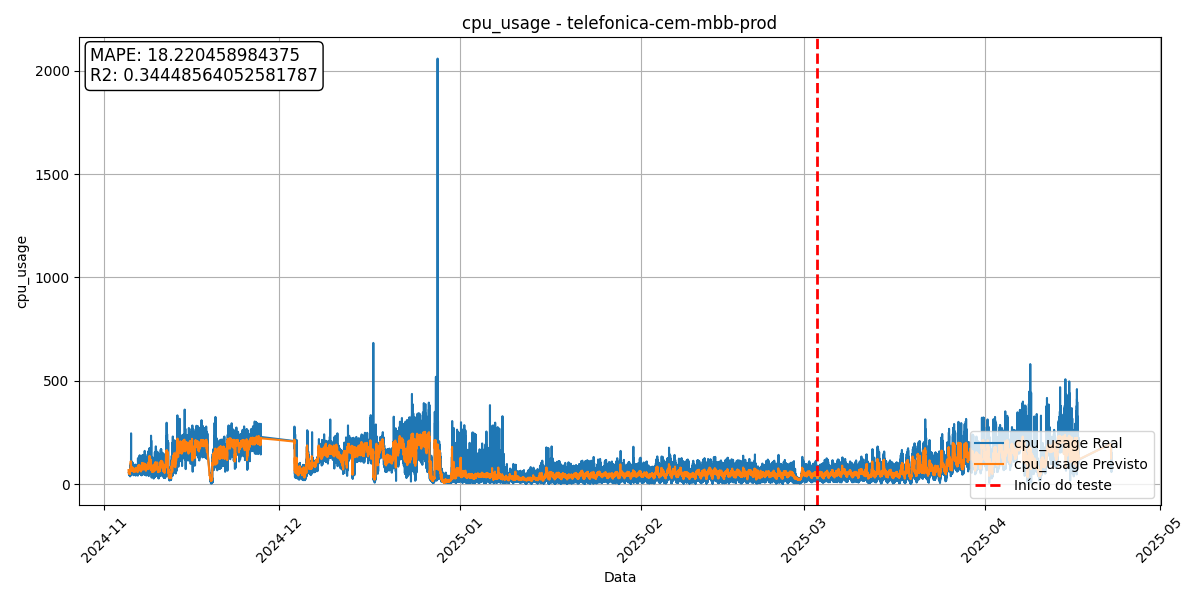 cpu_usage - telefonica-cem-mbb-prod
MAPE: 18.220458984375
R2: 0.34448564052581787
2000
1500
1000
500
0
cpu_usage
cpu_usage Real
cpu_usage Previsto
Início do teste
2024-11
2024-12
2025-01
2025-02
2025-03
2025-04
2025-05
Data